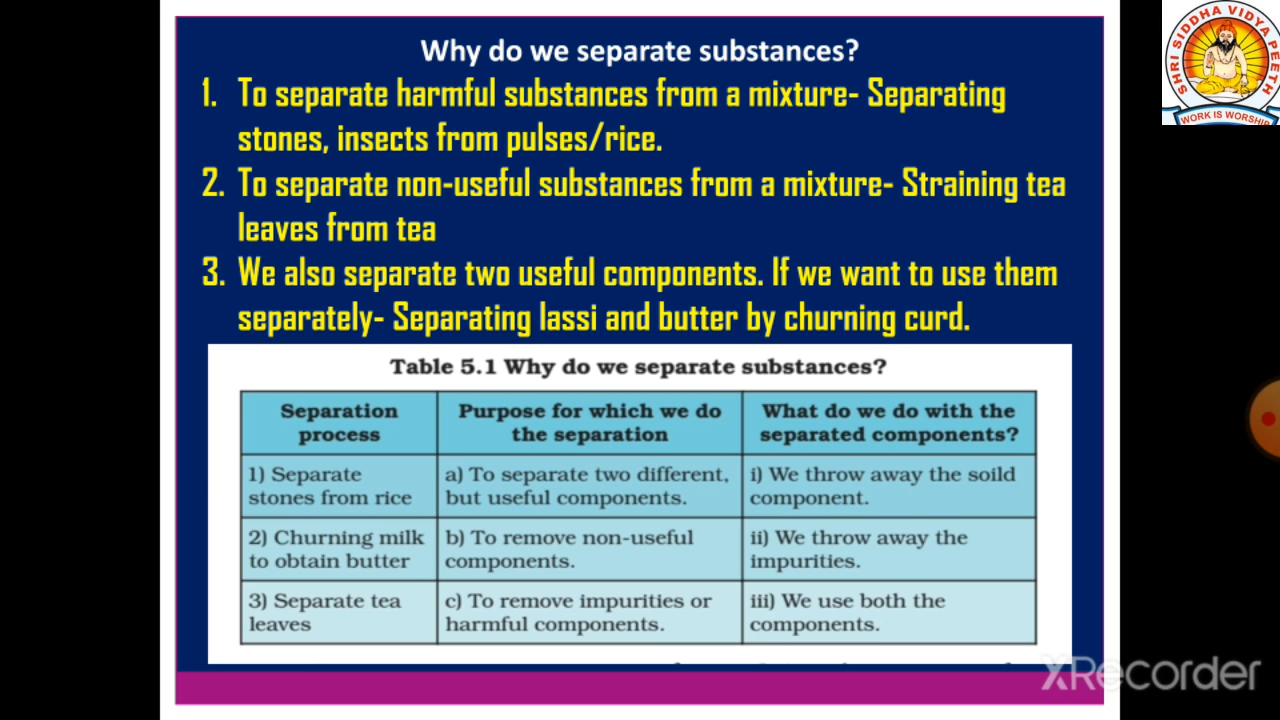 Why do we separate substances?
1. To separate harmful substances from a mixture- Separating
stones, insects from pulses/rice.
2. To separate non-useful substances from a mixture- Straining tea
leaves from tea
3. We also separate two useful components. If we want to use them
separately- Separating lassi and butter by churning curd.
Table 5.1 Why do we separate substances?
Separation
process
Purpose for which we do
the separation
What do we do with the
separated components?
1) Separate
stones from rice
a) To separate two different,
but useful components.
i) We throw away the soild
component.
2) Churning milk
to obtain butter
b) To remove non-useful
components.
ii) We throw away the
impurities.
3) Separate tea
leaves
c) To remove impurities or
harmful components.
iii) We use both the
components.
SHRI SIDDHA VIDYA PEETH
WORK IS WORSHIP
XRecorder